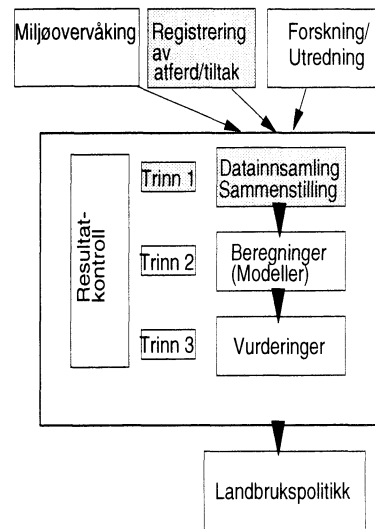 Miljøovervåking
Registrering
av
atferd/tiltak
Forskning/
Utredning
Resultat-
kontroll
Trinn 1
Datainnsamling
Sammenstilling
Trinn 2
Beregninger
(Modeller)
Trinn 3
Vurderinger
Landbrukspolitikk